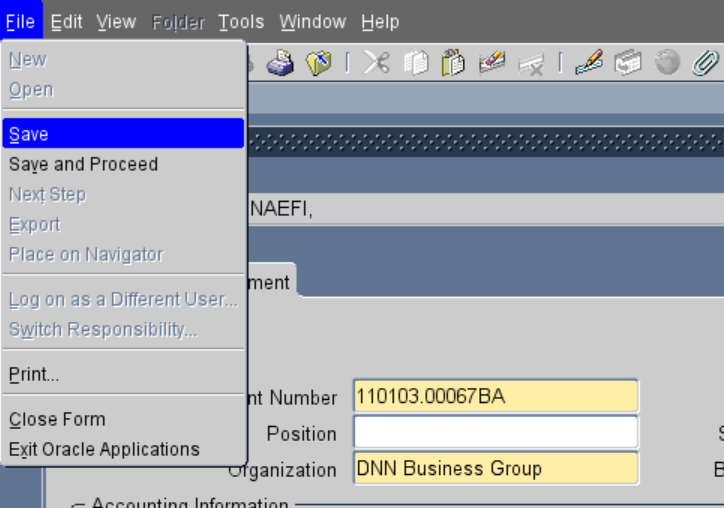 File Edit View Folder Tools Window Help
New
Open
Save
Save and Proceed
Next Step
Export
Place on Navigator
Log on as a Different User...
Switch Responsibility...
Print...
Close Form
Exit Oracle Applications
NAEFI,
ment
nt Number 110103.00067BA
Position S
Organization DNN Business Group B
Accounting Information